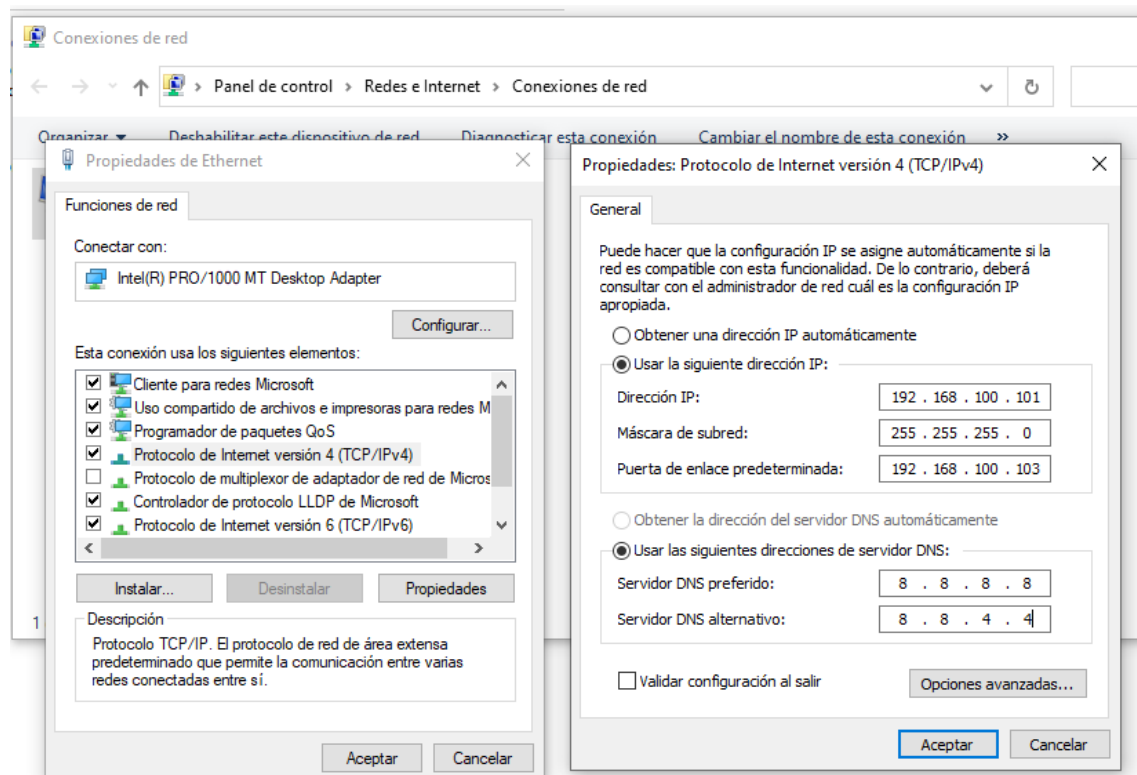 Conexiones de red
Panel de control > Redes e Internet > Conexiones de red
Organizar Deshabilitar este dispositivo de red Diagnosticar esta conexión Cambiar el nombre de esta conexión »
Propiedades de Ethernet
Funciones de red
Conectar con:
Intel(R) PRO/1000 MT Desktop Adapter
Configurar...
Esta conexión usa los siguientes elementos:
Cliente para redes Microsoft
Uso compartido de archivos e impresoras para redes M
Programador de paquetes QoS
Protocolo de Internet versión 4 (TCP/IPv4)
Protocolo de multiplexor de adaptador de red de Micros
Controlador de protocolo LLDP de Microsoft
Protocolo de Internet versión 6 (TCP/IPv6)
Instalar...
Desinstalar
Propiedades
Descripción
Protocolo TCP/IP. El protocolo de red de área extensa
predeterminado que permite la comunicación entre varias
redes conectadas entre sí.
Aceptar
Cancelar
1
Propiedades: Protocolo de Internet versión 4 (TCP/IPv4)
General
Puede hacer que la configuración IP se asigne automáticamente si la
red es compatible con esta funcionalidad. De lo contrario, deberá
consultar con el administrador de red cuál es la configuración IP
apropiada.
Obtener una dirección IP automáticamente
Usar la siguiente dirección IP:
Dirección IP: 192 . 168 . 100 . 101
Máscara de subred: 255 . 255 . 255 . 0
Puerta de enlace predeterminada: 192 . 168 . 100 . 103
Obtener la dirección del servidor DNS automáticamente
Usar las siguientes direcciones de servidor DNS:
Servidor DNS preferido: 8 . 8 . 8 . 8
Servidor DNS alternativo: 8 . 8 . 4 . 4
Validar configuración al salir
Opciones avanzadas...
Aceptar
Cancelar